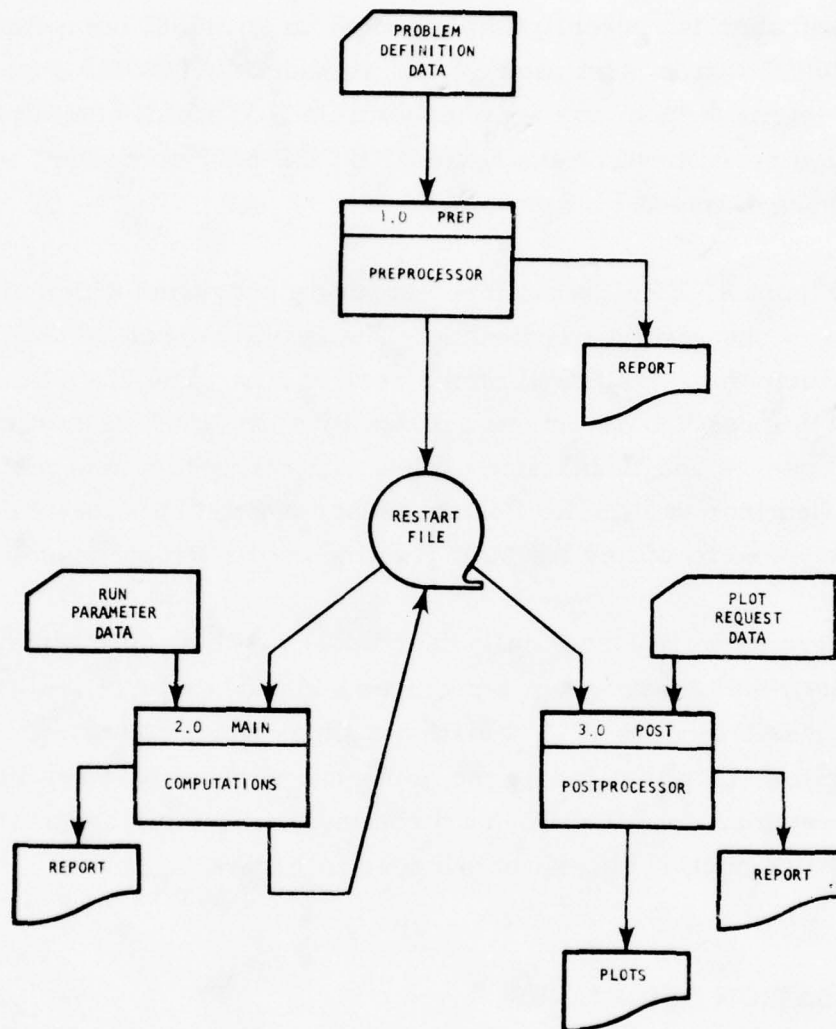 PROBLEM
DEFINITION
DATA
1.0 PREP
PREPROCESSOR
REPORT
RESTART
FILE
RUN
PARAMETER
DATA
PLOT
REQUEST
DATA
2.0 MAIN
COMPUTATIONS
3.0 POST
POSTPROCESSOR
REPORT
REPORT
PLOTS